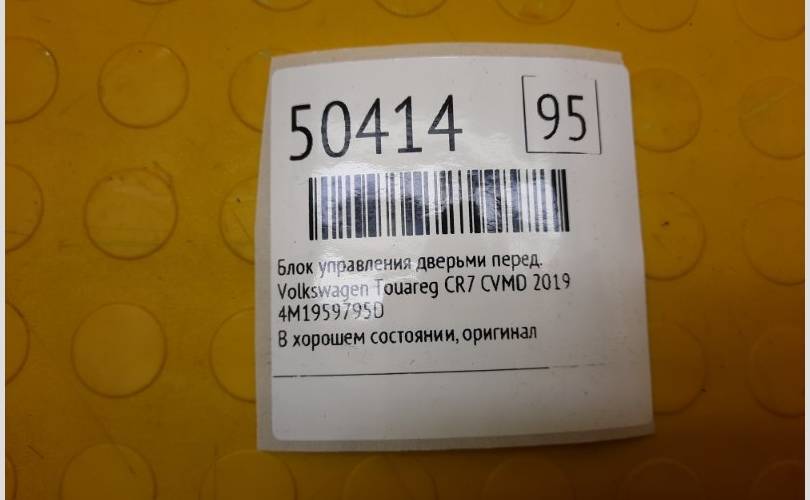 50414 95
Блок управления дверьми перед.
Volkswagen Touareg CR7 CVMD 2019
4M1959795D
В хорошем состоянии, оригинал